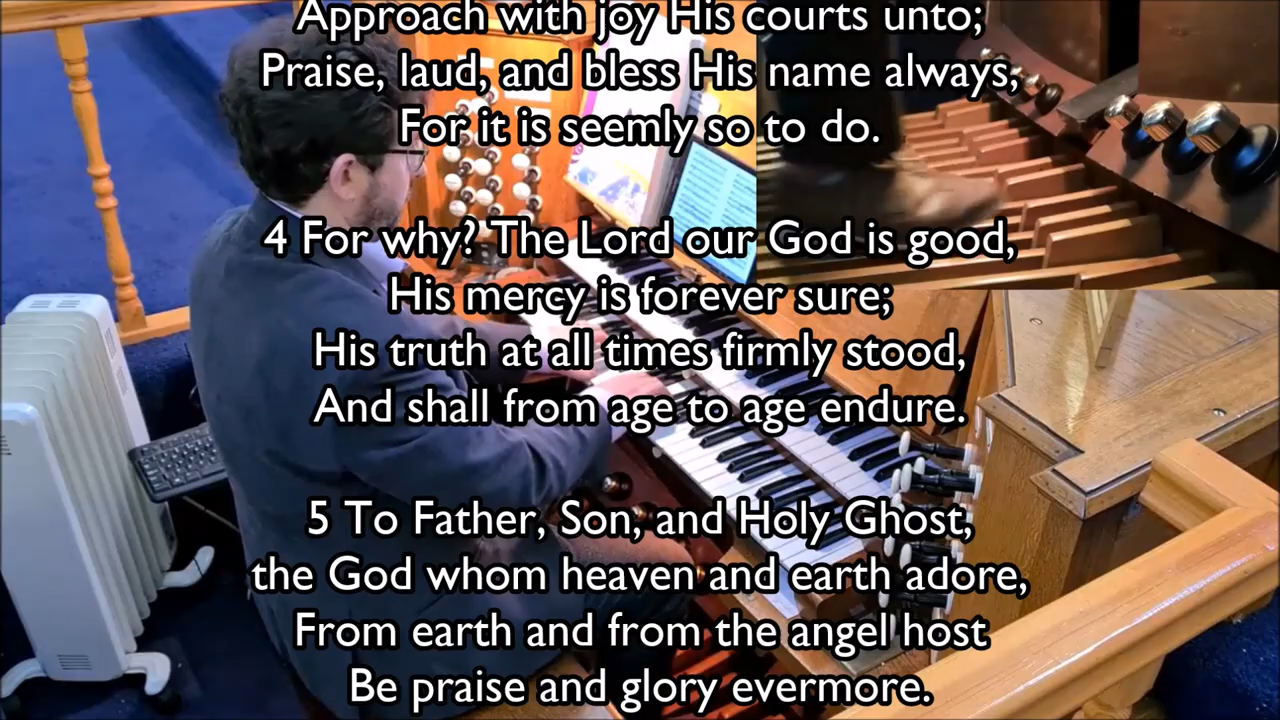 Approach with joy His courts unto;
Praise, laud, and bless His name always,
For it is seemly so to do.
4 For why? The Lord our God is good,
His mercy is forever sure;
His truth at all times firmly stood,
And shall from age to age endure.
5 To Father, Son, and Holy Ghost,
the God whom heaven and earth adore,
From earth and from the angel host
Be praise and glory evermore.